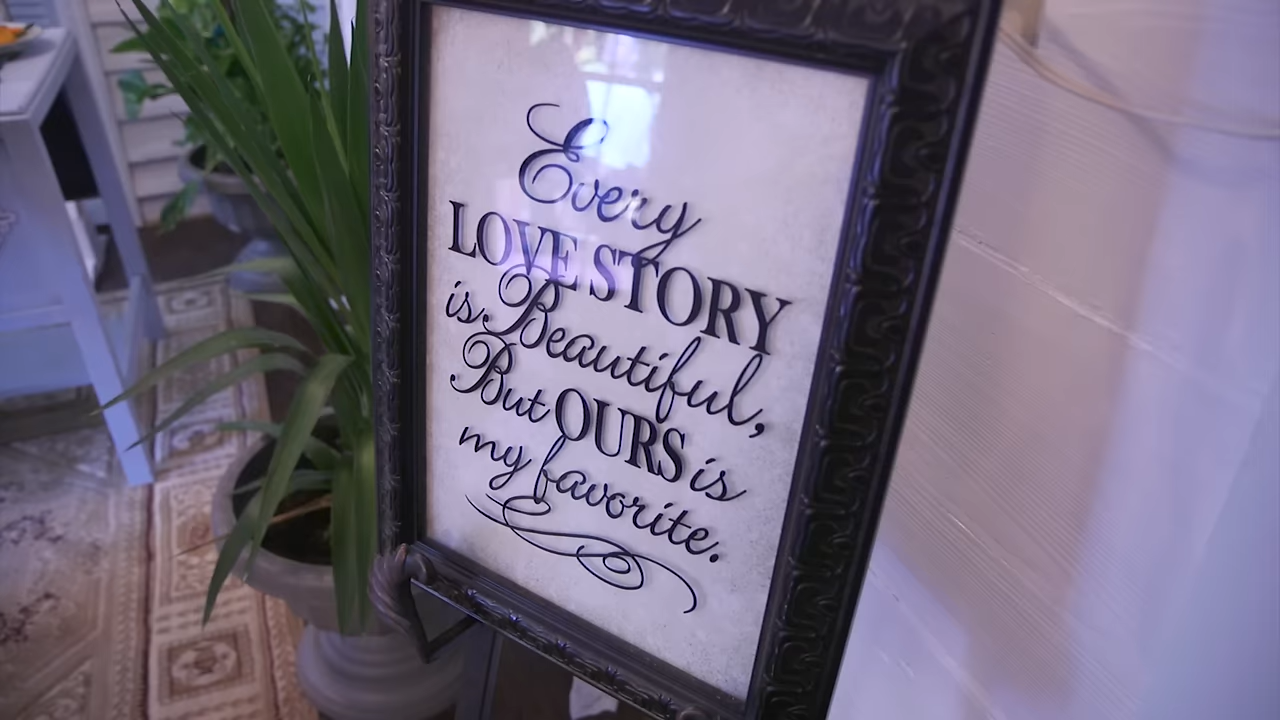 Every
LOVE STORY
is Beautiful,
But OURS is
my favorite.